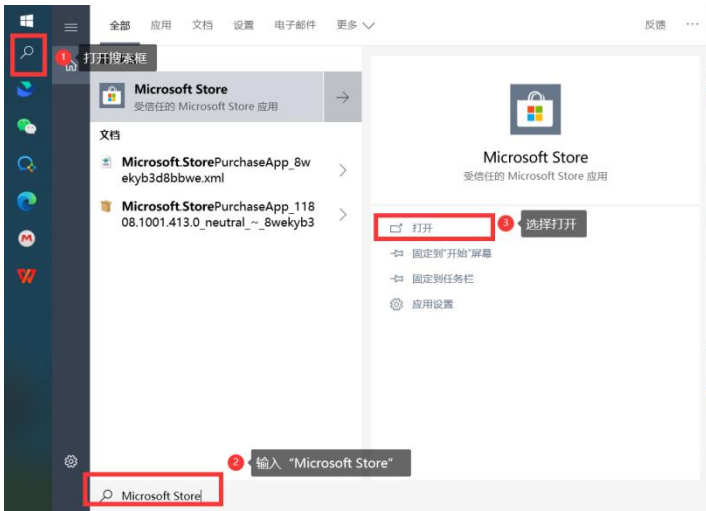 全部 应用 文档 设置 电子邮件 更多 反馈 ...
1 打开搜索框
Microsoft Store
受信任的 Microsoft Store 应用
文档
Microsoft.StorePurchaseApp_8w
ekyb3d8bbwe.xml
Microsoft.StorePurchaseApp_118
08.1001.413.0_neutral_~_8wekyb3
Microsoft Store
受信任的 Microsoft Store 应用
打开
3 选择打开
固定到"开始"屏幕
固定到任务栏
应用设置
2 输入 "Microsoft Store"
Microsoft Store